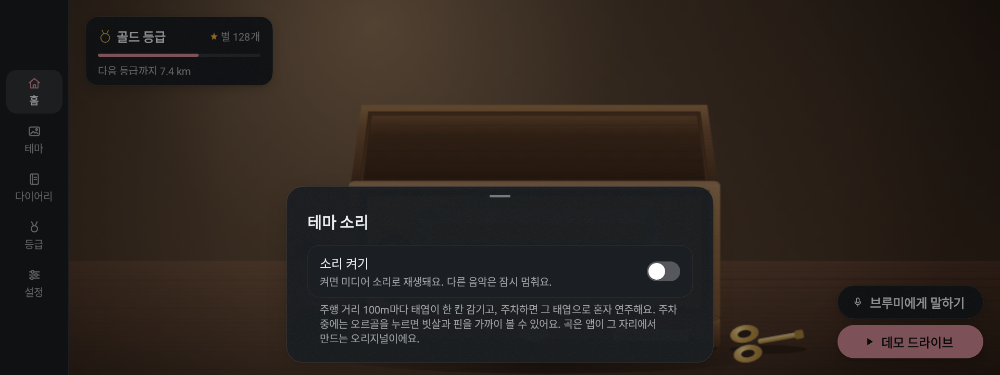 골드 등급
★ 별 128개
다음 등급까지 7.4 km
홈
테마
다이어리
등급
설정
테마 소리
소리 켜기
켜면 미디어 소리로 재생돼요. 다른 음악은 잠시 멈춰요.
주행 거리 100m마다 태엽이 한 칸 감기고, 주차하면 그 태엽으로 혼자 연주해요. 주차
중에는 오르골을 누르면 빗살과 핀을 가까이 볼 수 있어요. 곡은 앱이 그 자리에서
만드는 오리지널이에요.
브루미에게 말하기
데모 드라이브